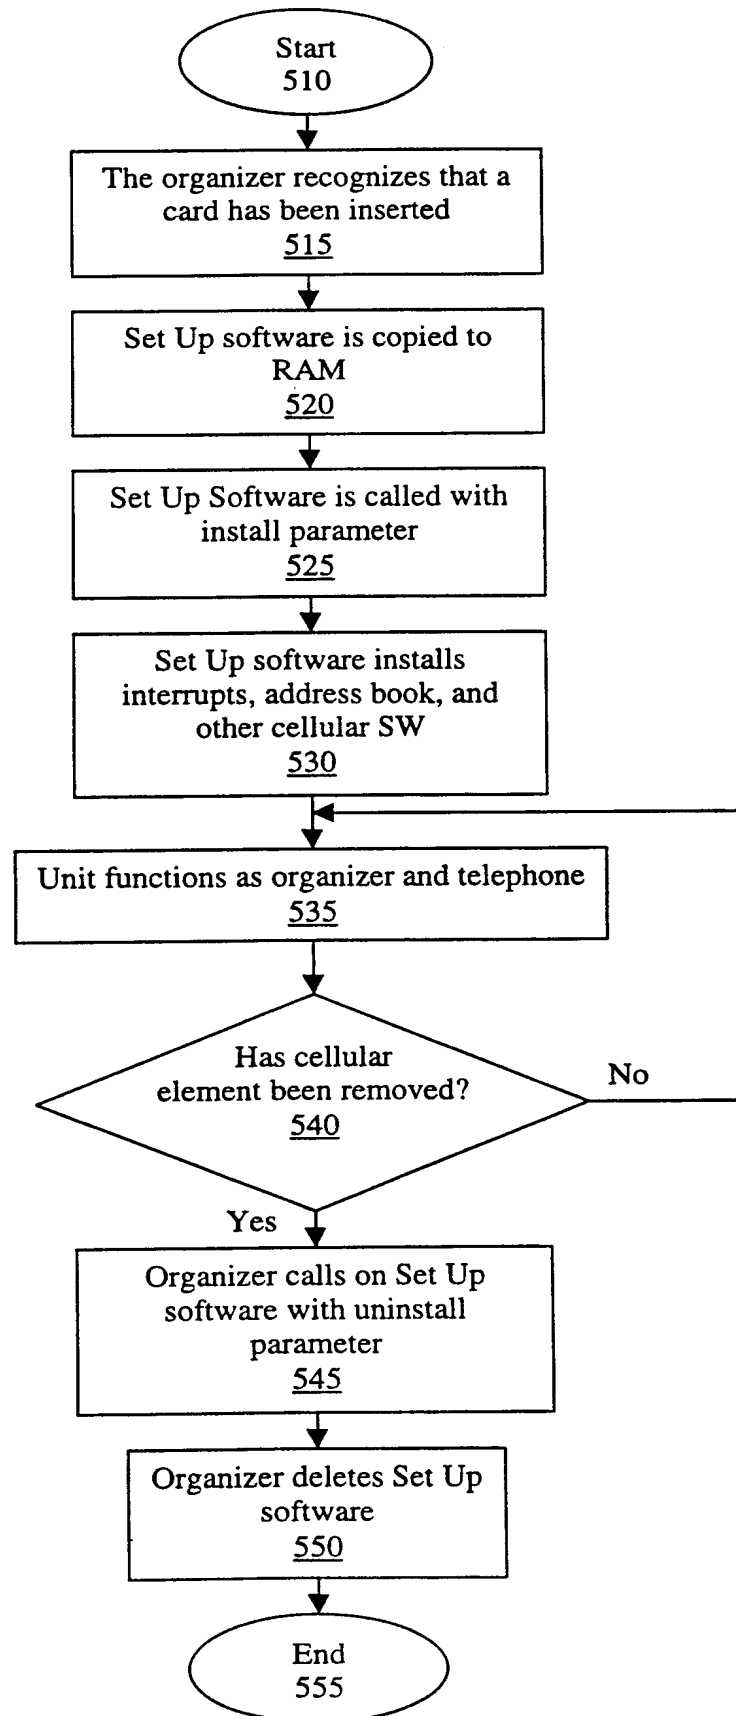 Start
510
The organizer recognizes that a
card has been inserted
515
Set Up software is copied to
RAM
520
Set Up Software is called with
install parameter
525
Set Up software installs
interrupts, address book, and
other cellular SW
530
Unit functions as organizer and telephone
535
Has cellular
element been removed?
540
No
Yes
Organizer calls on Set Up
software with uninstall
parameter
545
Organizer deletes Set Up
software
550
End
555